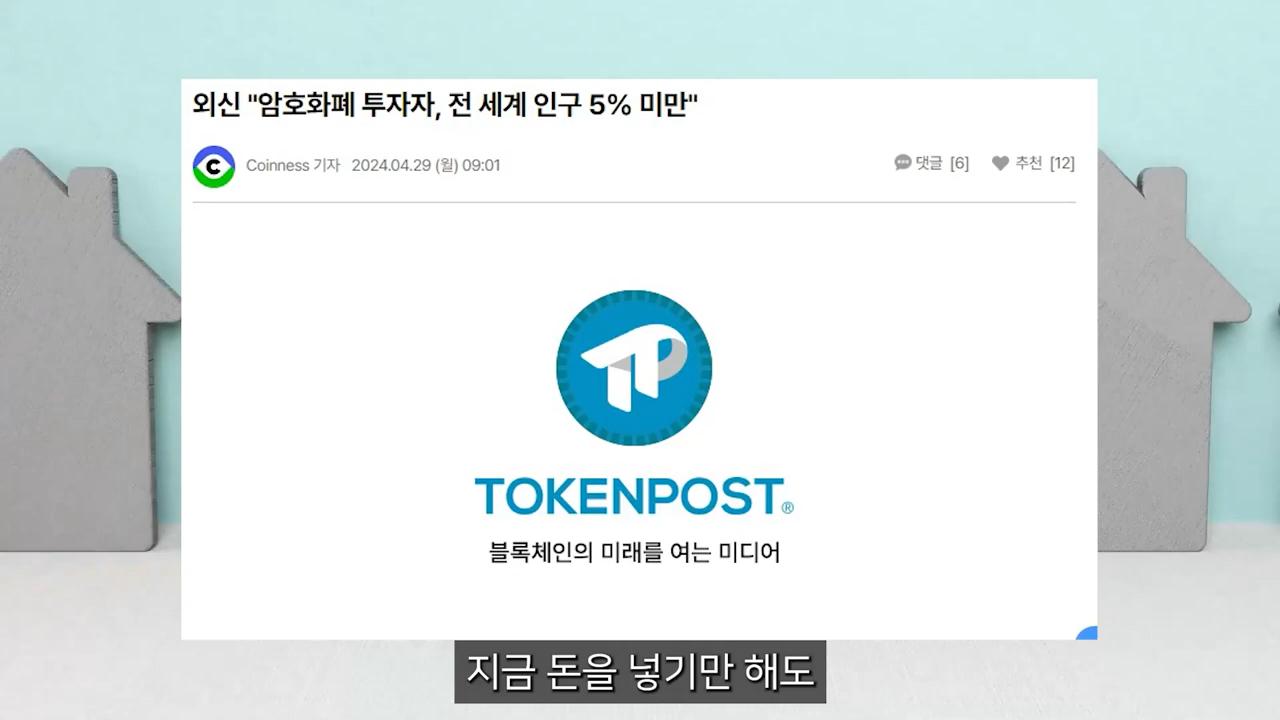 외신 "암호화폐 투자자, 전 세계 인구 5% 미만"
C Coinness 기자 2024.04.29 (월) 09:01 댓글 [6] 추천 [12]
TP
TOKENPOST®
블록체인의 미래를 여는 미디어
지금 돈을 넣기만 해도